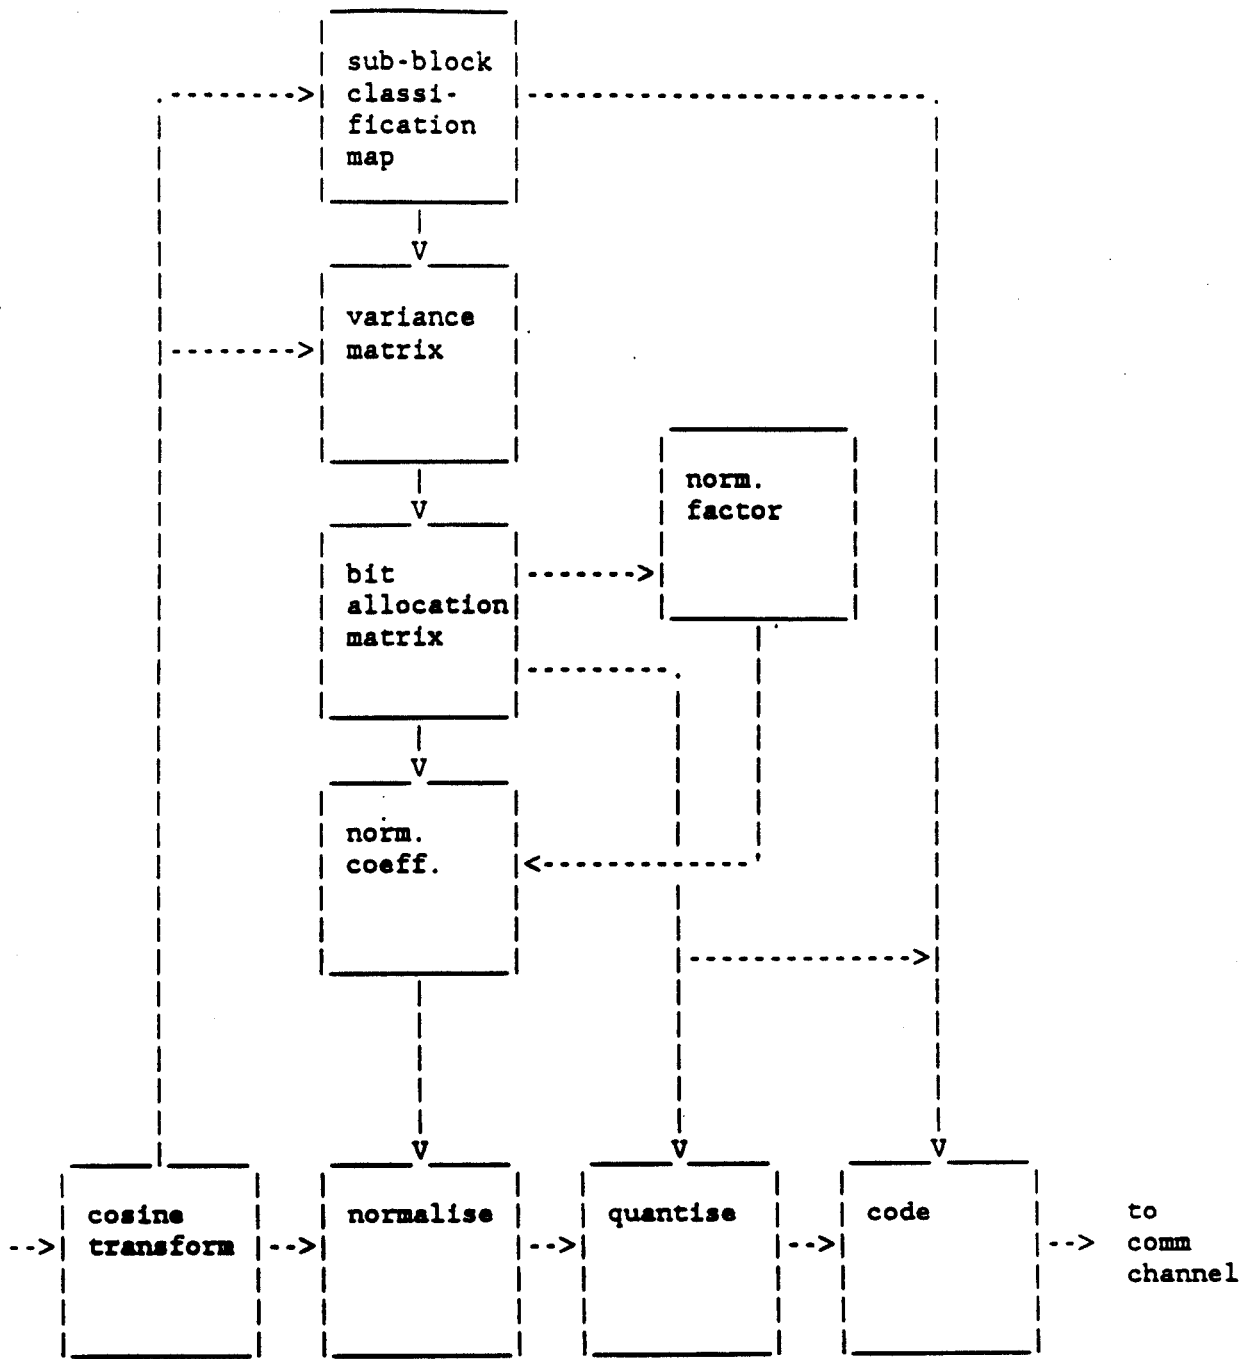 sub-block
classi-
fication
map
variance
matrix
norm.
factor
bit
allocation
matrix
norm.
coeff.
cosine
transform
normalise
quantise
code
to
comm
channel